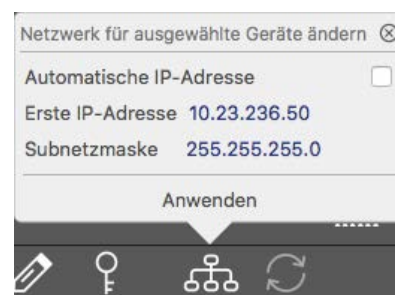 Netzwerk für ausgewählte Geräte ändern
Automatische IP-Adresse
Erste IP-Adresse 10.23.236.50
Subnetzmaske 255.255.255.0
Anwenden